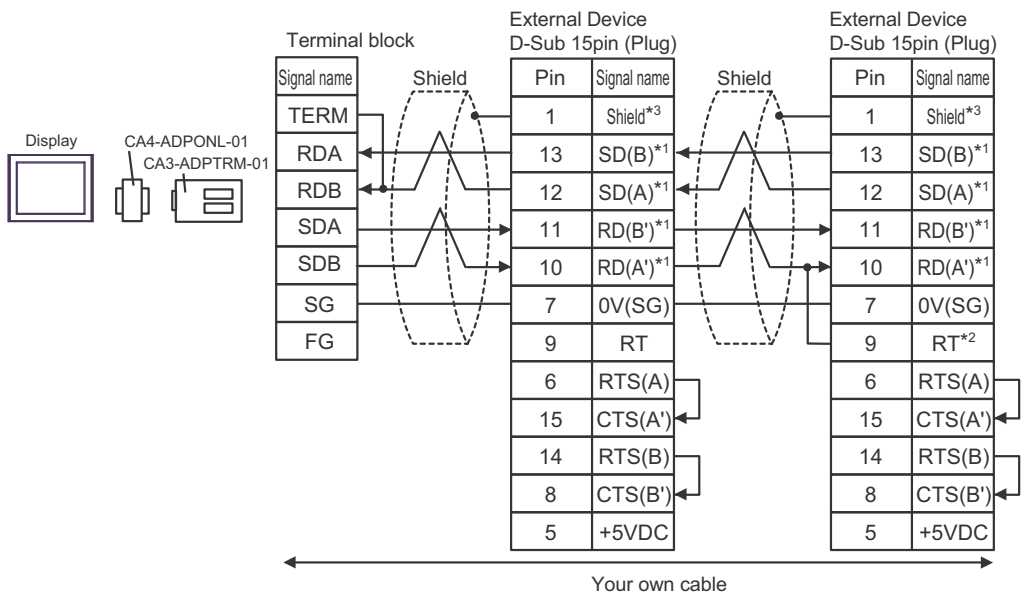 External Device
D-Sub 15pin (Plug)
External Device
D-Sub 15pin (Plug)
Terminal block
Signal name
Shield
Pin
Signal name
Shield
Pin
Signal name
TERM
1
Shield*3
1
Shield*3
Display
CA4-ADPONL-01
CA3-ADPTRM-01
RDA
13
SD(B)*1
13
SD(B)*1
RDB
12
SD(A)*1
12
SD(A)*1
SDA
11
RD(B')*1
11
RD(B')*1
SDB
10
RD(A')*1
10
RD(A')*1
SG
7
0V(SG)
7
0V(SG)
FG
9
RT
9
RT*2
6
RTS(A)
6
RTS(A)
15
CTS(A')
15
CTS(A')
14
RTS(B)
14
RTS(B)
8
CTS(B')
8
CTS(B')
5
+5VDC
5
+5VDC
Your own cable